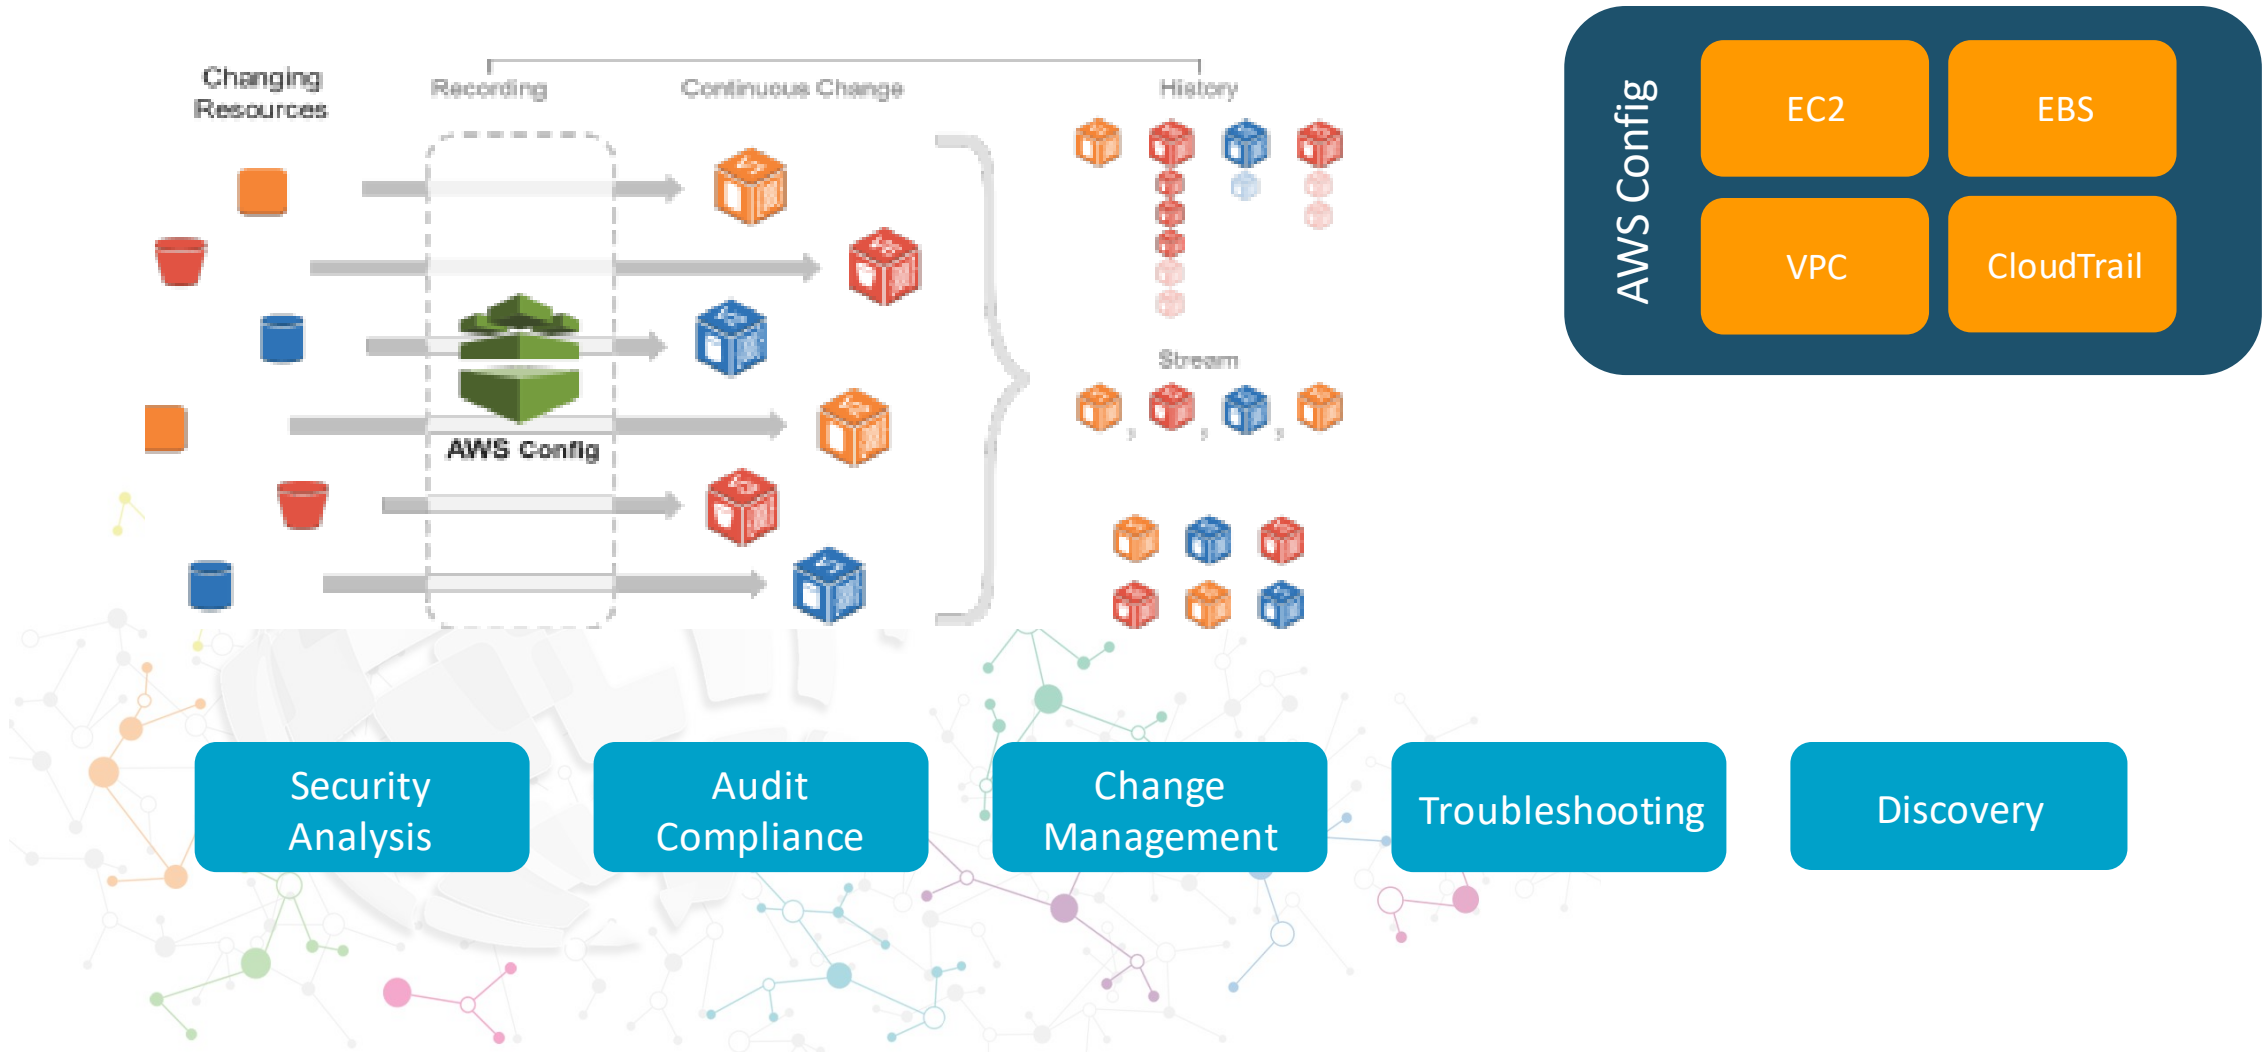 Changing
Resources
Recording
Continuous Change
History
AWS Config
Stream
AWS Config
EC2
EBS
VPC
CloudTrail
Security
Analysis
Audit
Compliance
Change
Management
Troubleshooting
Discovery